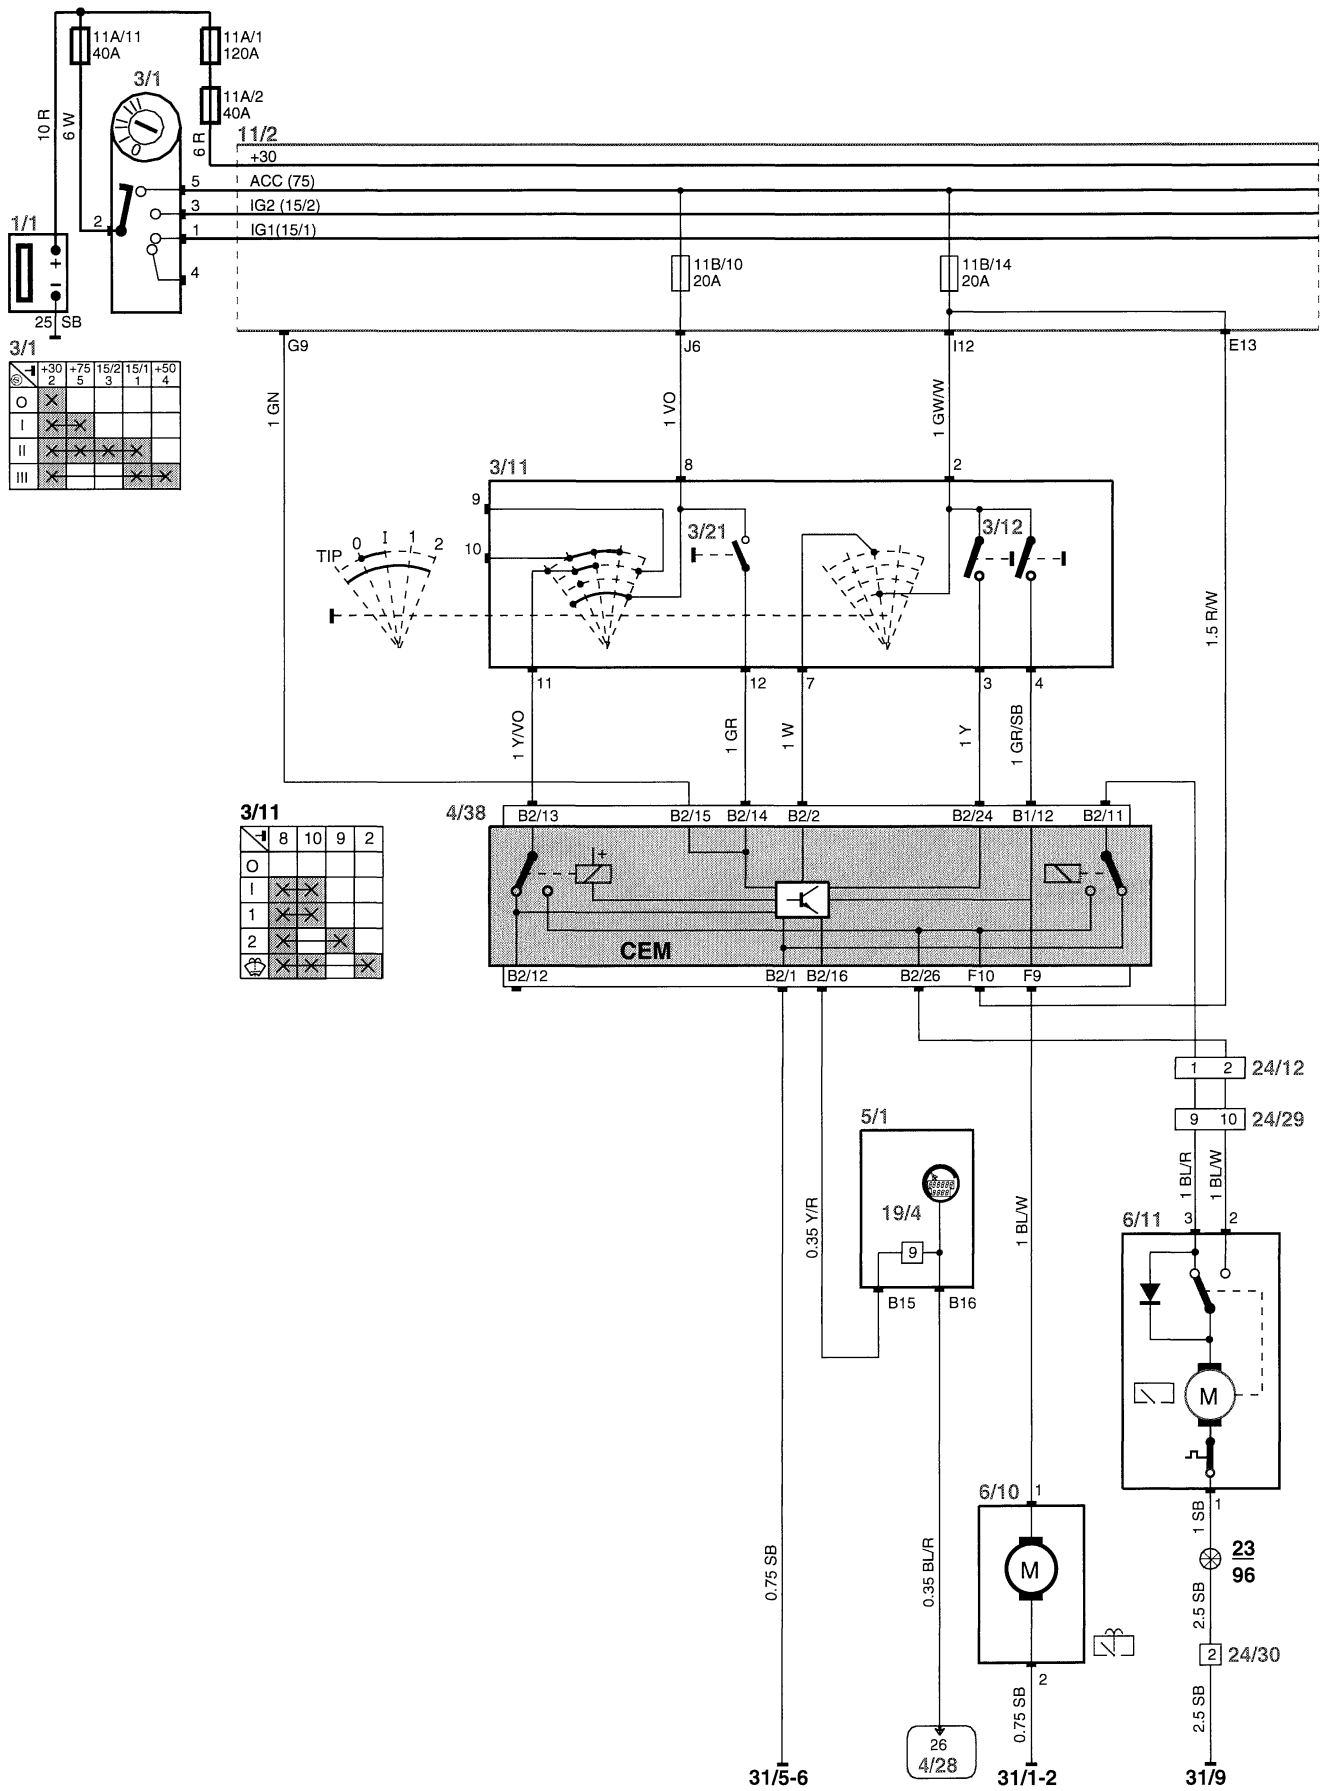 11A/11
40A
11A/1
120A
3/1
11A/2
40A
10 R
6 W
6 R
0
11/2
+30
5
ACC (75)
3
IG2 (15/2)
1
IG1(15/1)
1/1
2
4
+
–
25 SB
11B/10
20A
11B/14
20A
G9
J6
I12
E13
3/1
+30 +75 15/2 15/1 +50
2 5 3 1 4
O
I
II
III
1 GN
1 VO
1 GW/W
1.5 R/W
3/11
8
2
9
10
3/21
3/12
TIP 0 I 1 2
11
12
7
3
4
1 Y/VO
1 GR
1 W
1 Y
1 GR/SB
3/11
8 10 9 2
O
I
1
2
4/38
B2/13
B2/15
B2/14
B2/2
B2/24
B1/12
B2/11
+
CEM
B2/12
B2/1
B2/16
B2/26
F10
F9
1 2
24/12
9 10
24/29
5/1
19/4
9
B15
B16
0.35 Y/R
1 BL/W
1 BL/R
1 BL/W
6/11
3
2
M
1
1 SB
23
96
2.5 SB
2
24/30
2.5 SB
6/10
1
M
2
0.75 SB
0.35 BL/R
0.75 SB
26
4/28
31/5-6
31/1-2
31/9